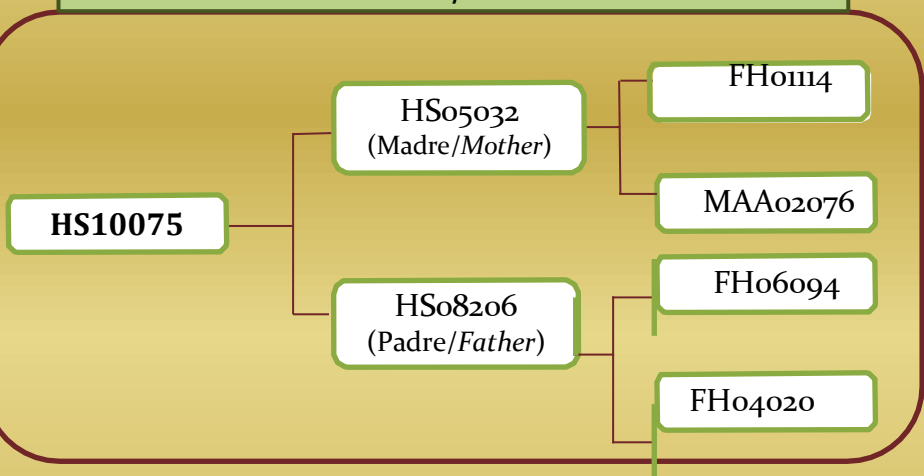 HS10075
HS05032
(Madre/Mother)
HS08206
(Padre/Father)
FH01114
MAA02076
FH06094
FH04020